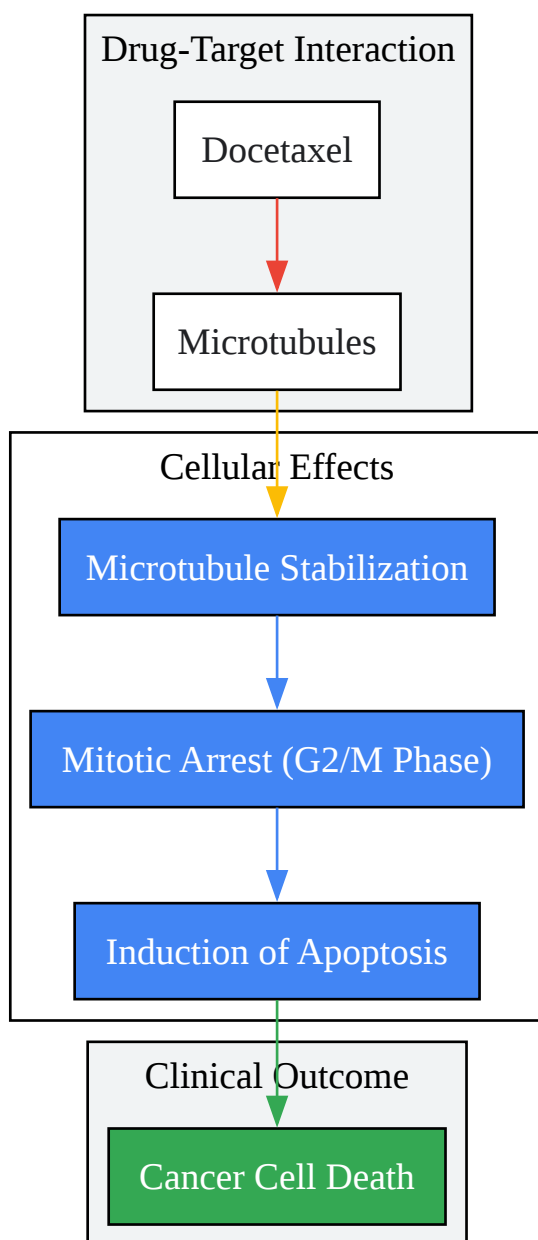 Drug-Target Interaction
Docetaxel
Microtubules
Cellular Effects
Microtubule Stabilization
Mitotic Arrest (G2/M Phase)
Induction of Apoptosis
Clinical Outcome
Cancer Cell Death